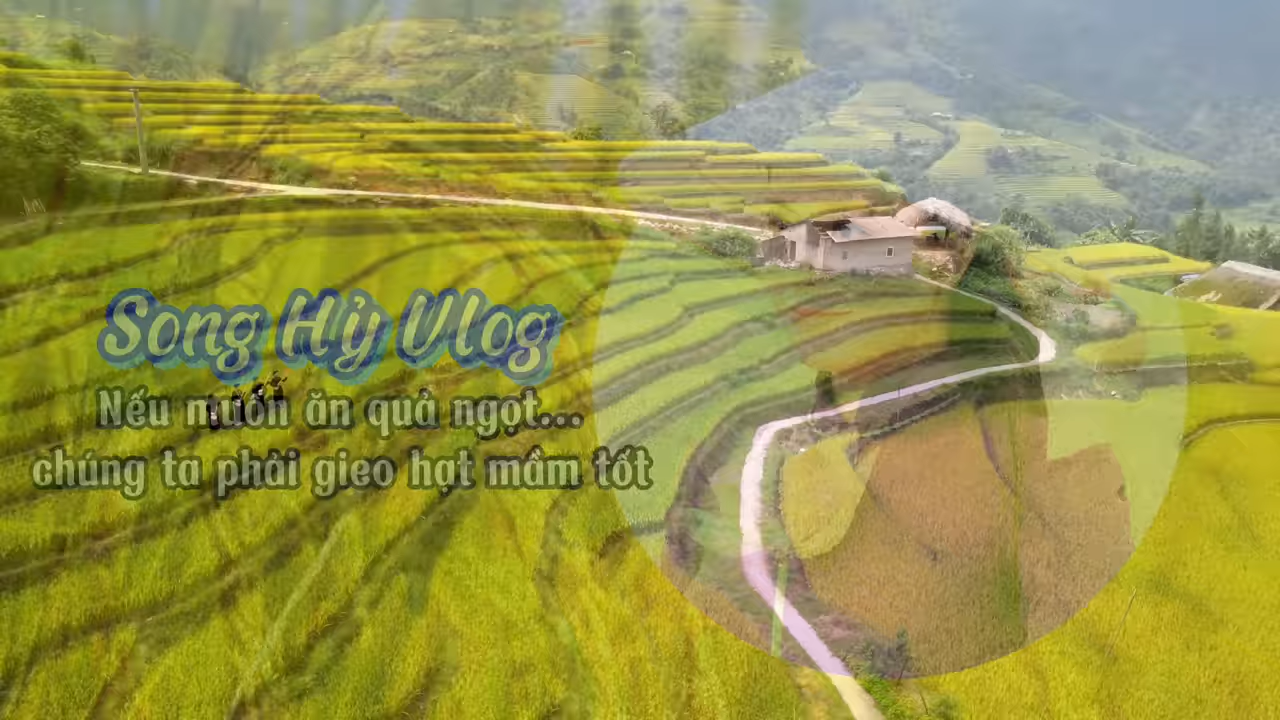 Song Hỷ Vlog
Nếu muốn ăn quả ngọt...
chúng ta phải gieo hạt mầm tốt